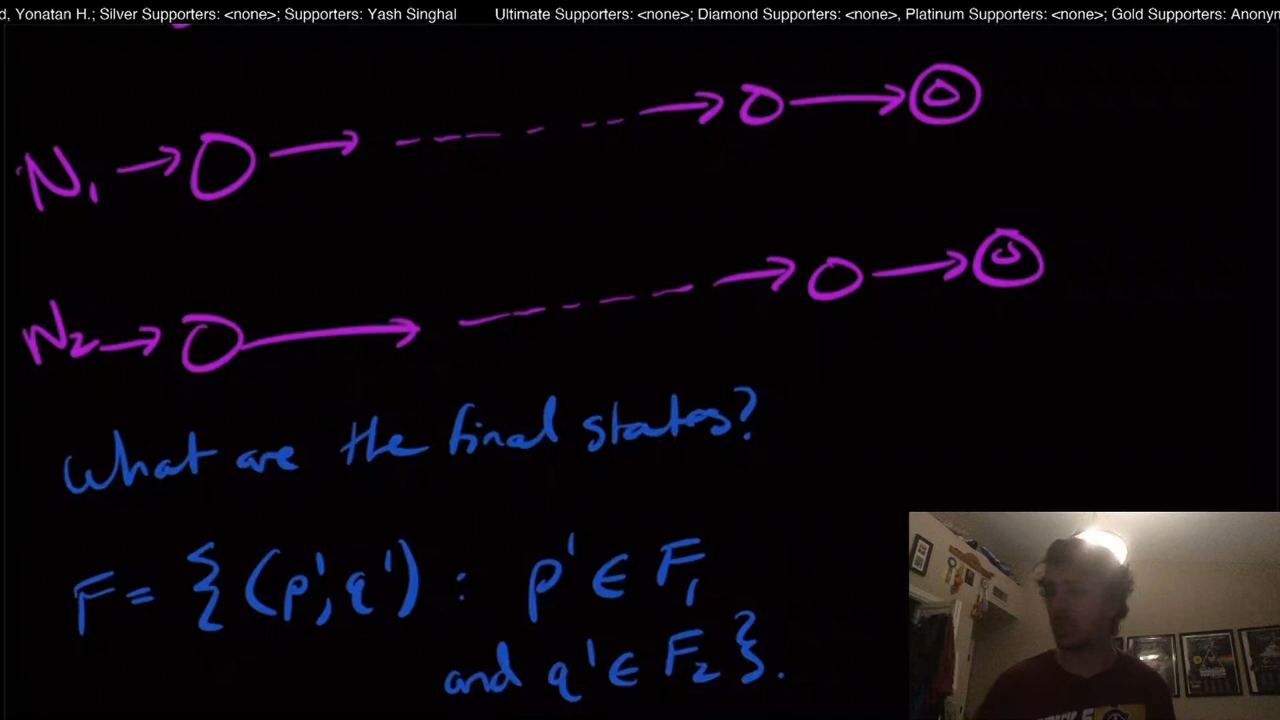 d, Yonatan H.; Silver Supporters: <none>; Supporters: Yash Singhal Ultimate Supporters: <none>; Diamond Supporters: <none>, Platinum Supporters: <none>; Gold Supporters: Anonyn
N₁
N₂
What are the final states?
F = {(p', q') : p' ∈ F₁
and q' ∈ F₂}.